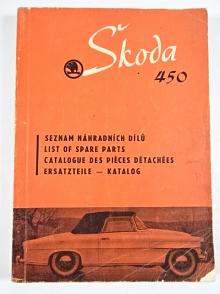 Škoda
450
SEZNAM NÁHRADNÍCH DÍLŮ
LIST OF SPARE PARTS
CATALOGUE DES PIÈCES DÉTACHÉES
ERSATZTEILE — KATALOG